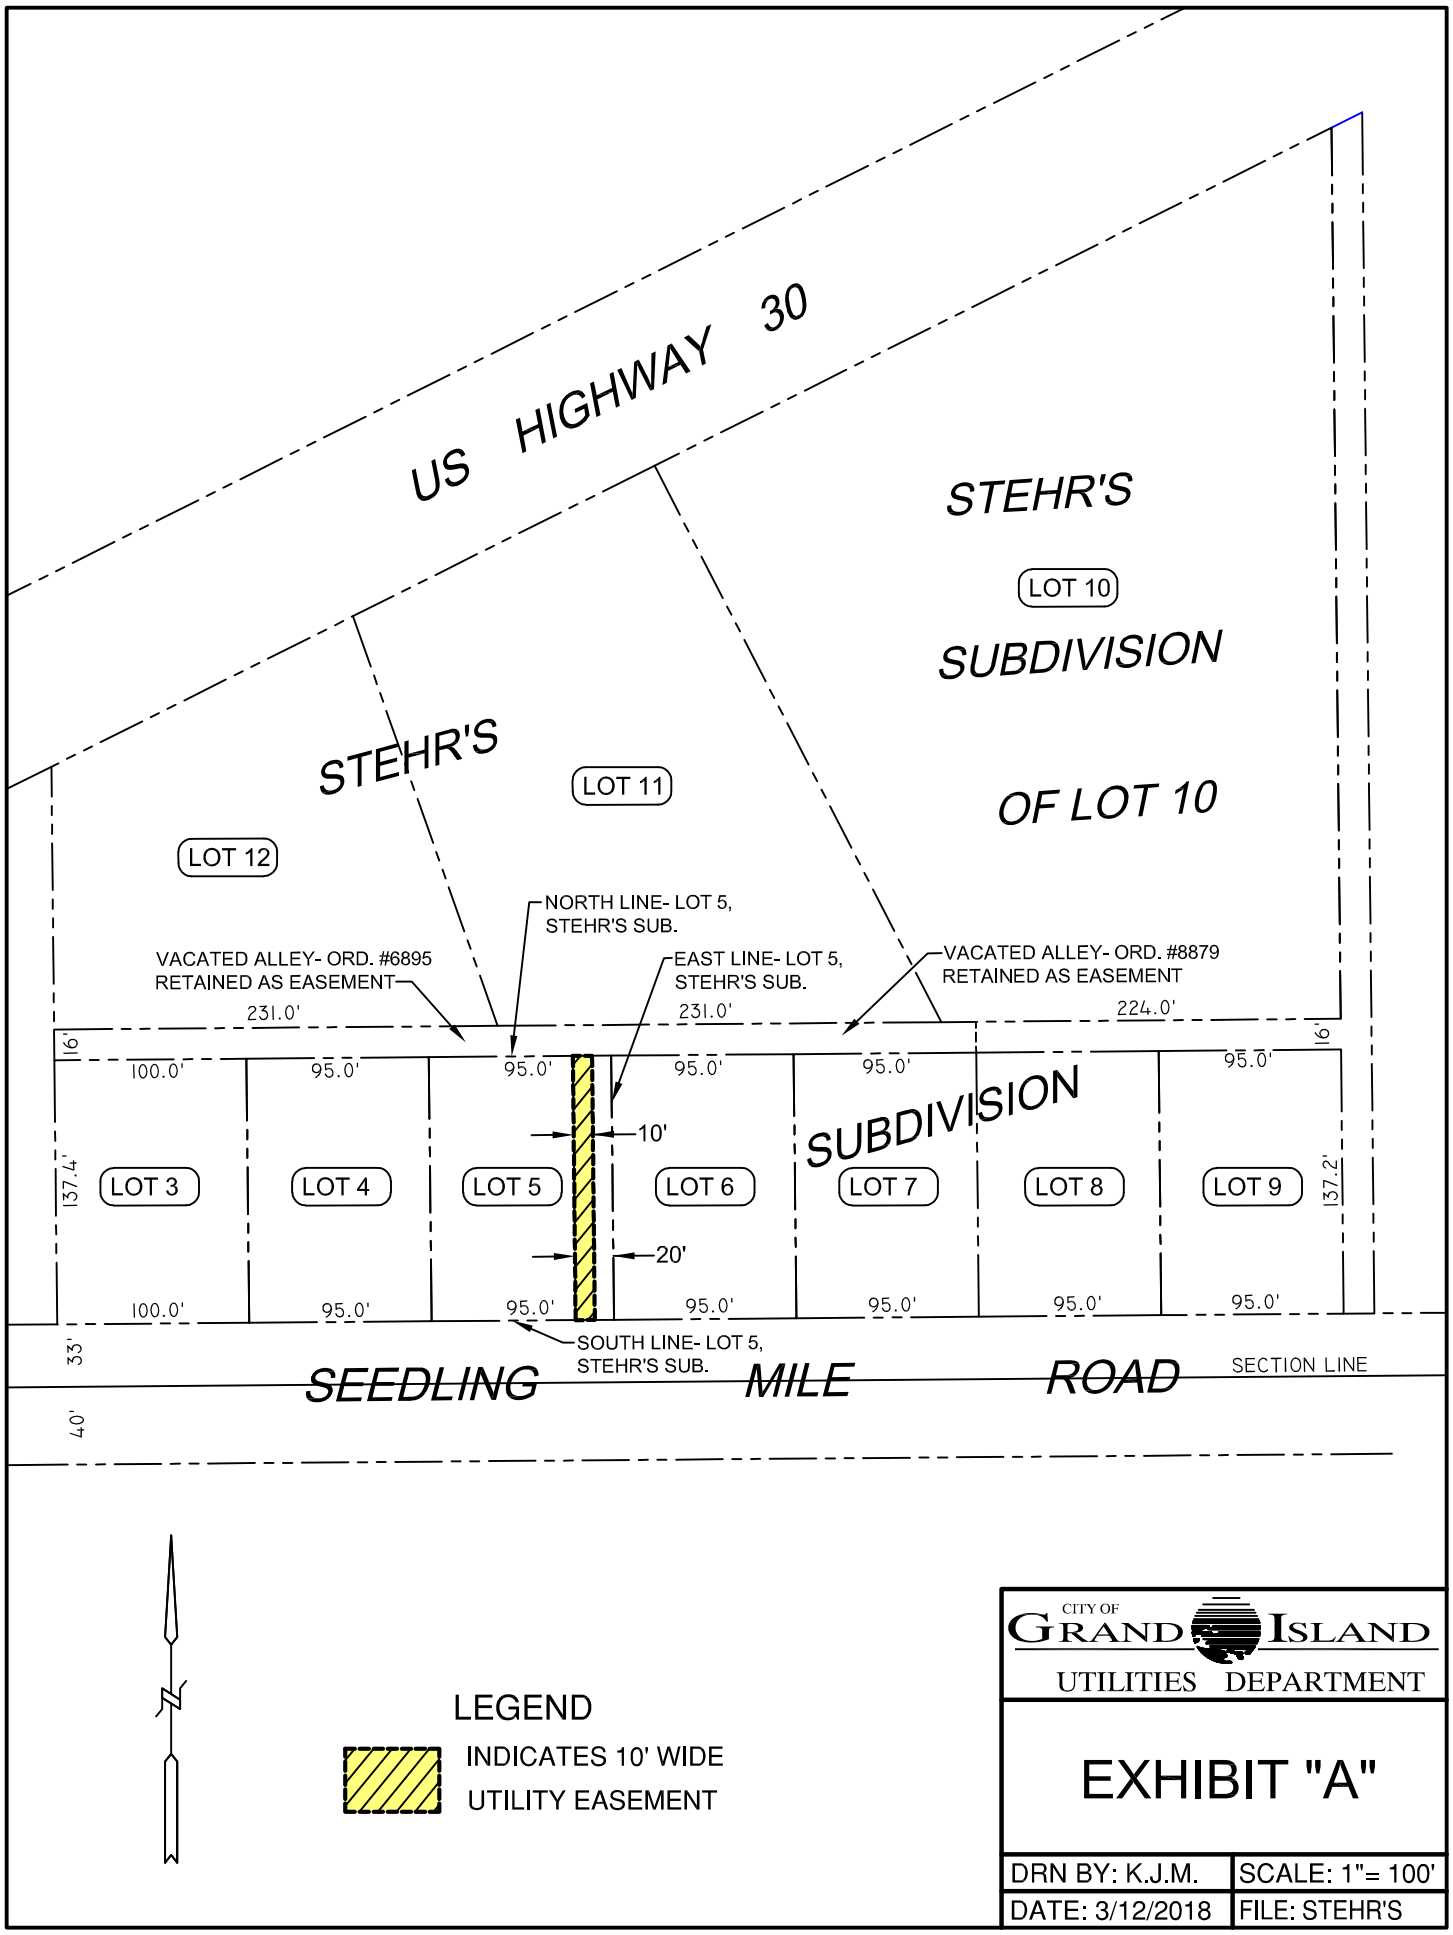 US HIGHWAY 30
STEHR'S
LOT 10
SUBDIVISION
OF LOT 10
STEHR'S
LOT 11
LOT 12
NORTH LINE- LOT 5,
STEHR'S SUB.
VACATED ALLEY- ORD. #6895
RETAINED AS EASEMENT
EAST LINE- LOT 5,
STEHR'S SUB.
VACATED ALLEY- ORD. #8879
RETAINED AS EASEMENT
231.0'
231.0'
224.0'
16'
16'
100.0'
95.0'
95.0'
95.0'
95.0'
95.0'
SUBDIVISION
10'
137.4'
LOT 3
LOT 4
LOT 5
LOT 6
LOT 7
LOT 8
LOT 9
137.2'
20'
100.0'
95.0'
95.0'
95.0'
95.0'
95.0'
95.0'
SOUTH LINE- LOT 5,
STEHR'S SUB.
33'
SEEDLING MILE ROAD
SECTION LINE
40'
N
LEGEND
INDICATES 10' WIDE
UTILITY EASEMENT
CITY OF
GRAND ISLAND
UTILITIES DEPARTMENT
EXHIBIT "A"
DRN BY: K.J.M.
SCALE: 1"= 100'
DATE: 3/12/2018
FILE: STEHR'S